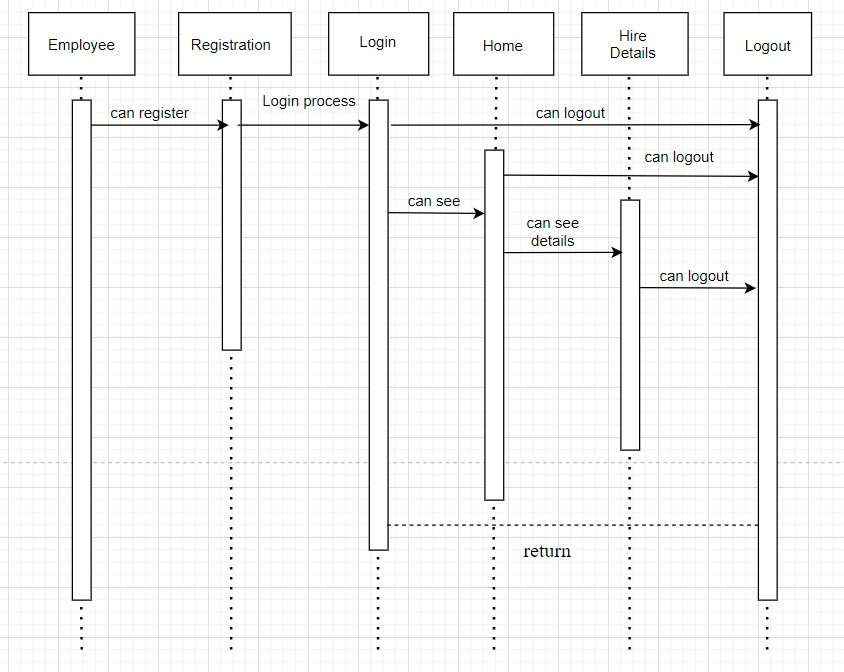 Employee
Registration
Login
Home
Hire
Details
Logout
Login process
can register
can logout
can logout
can see
can see
details
can logout
return